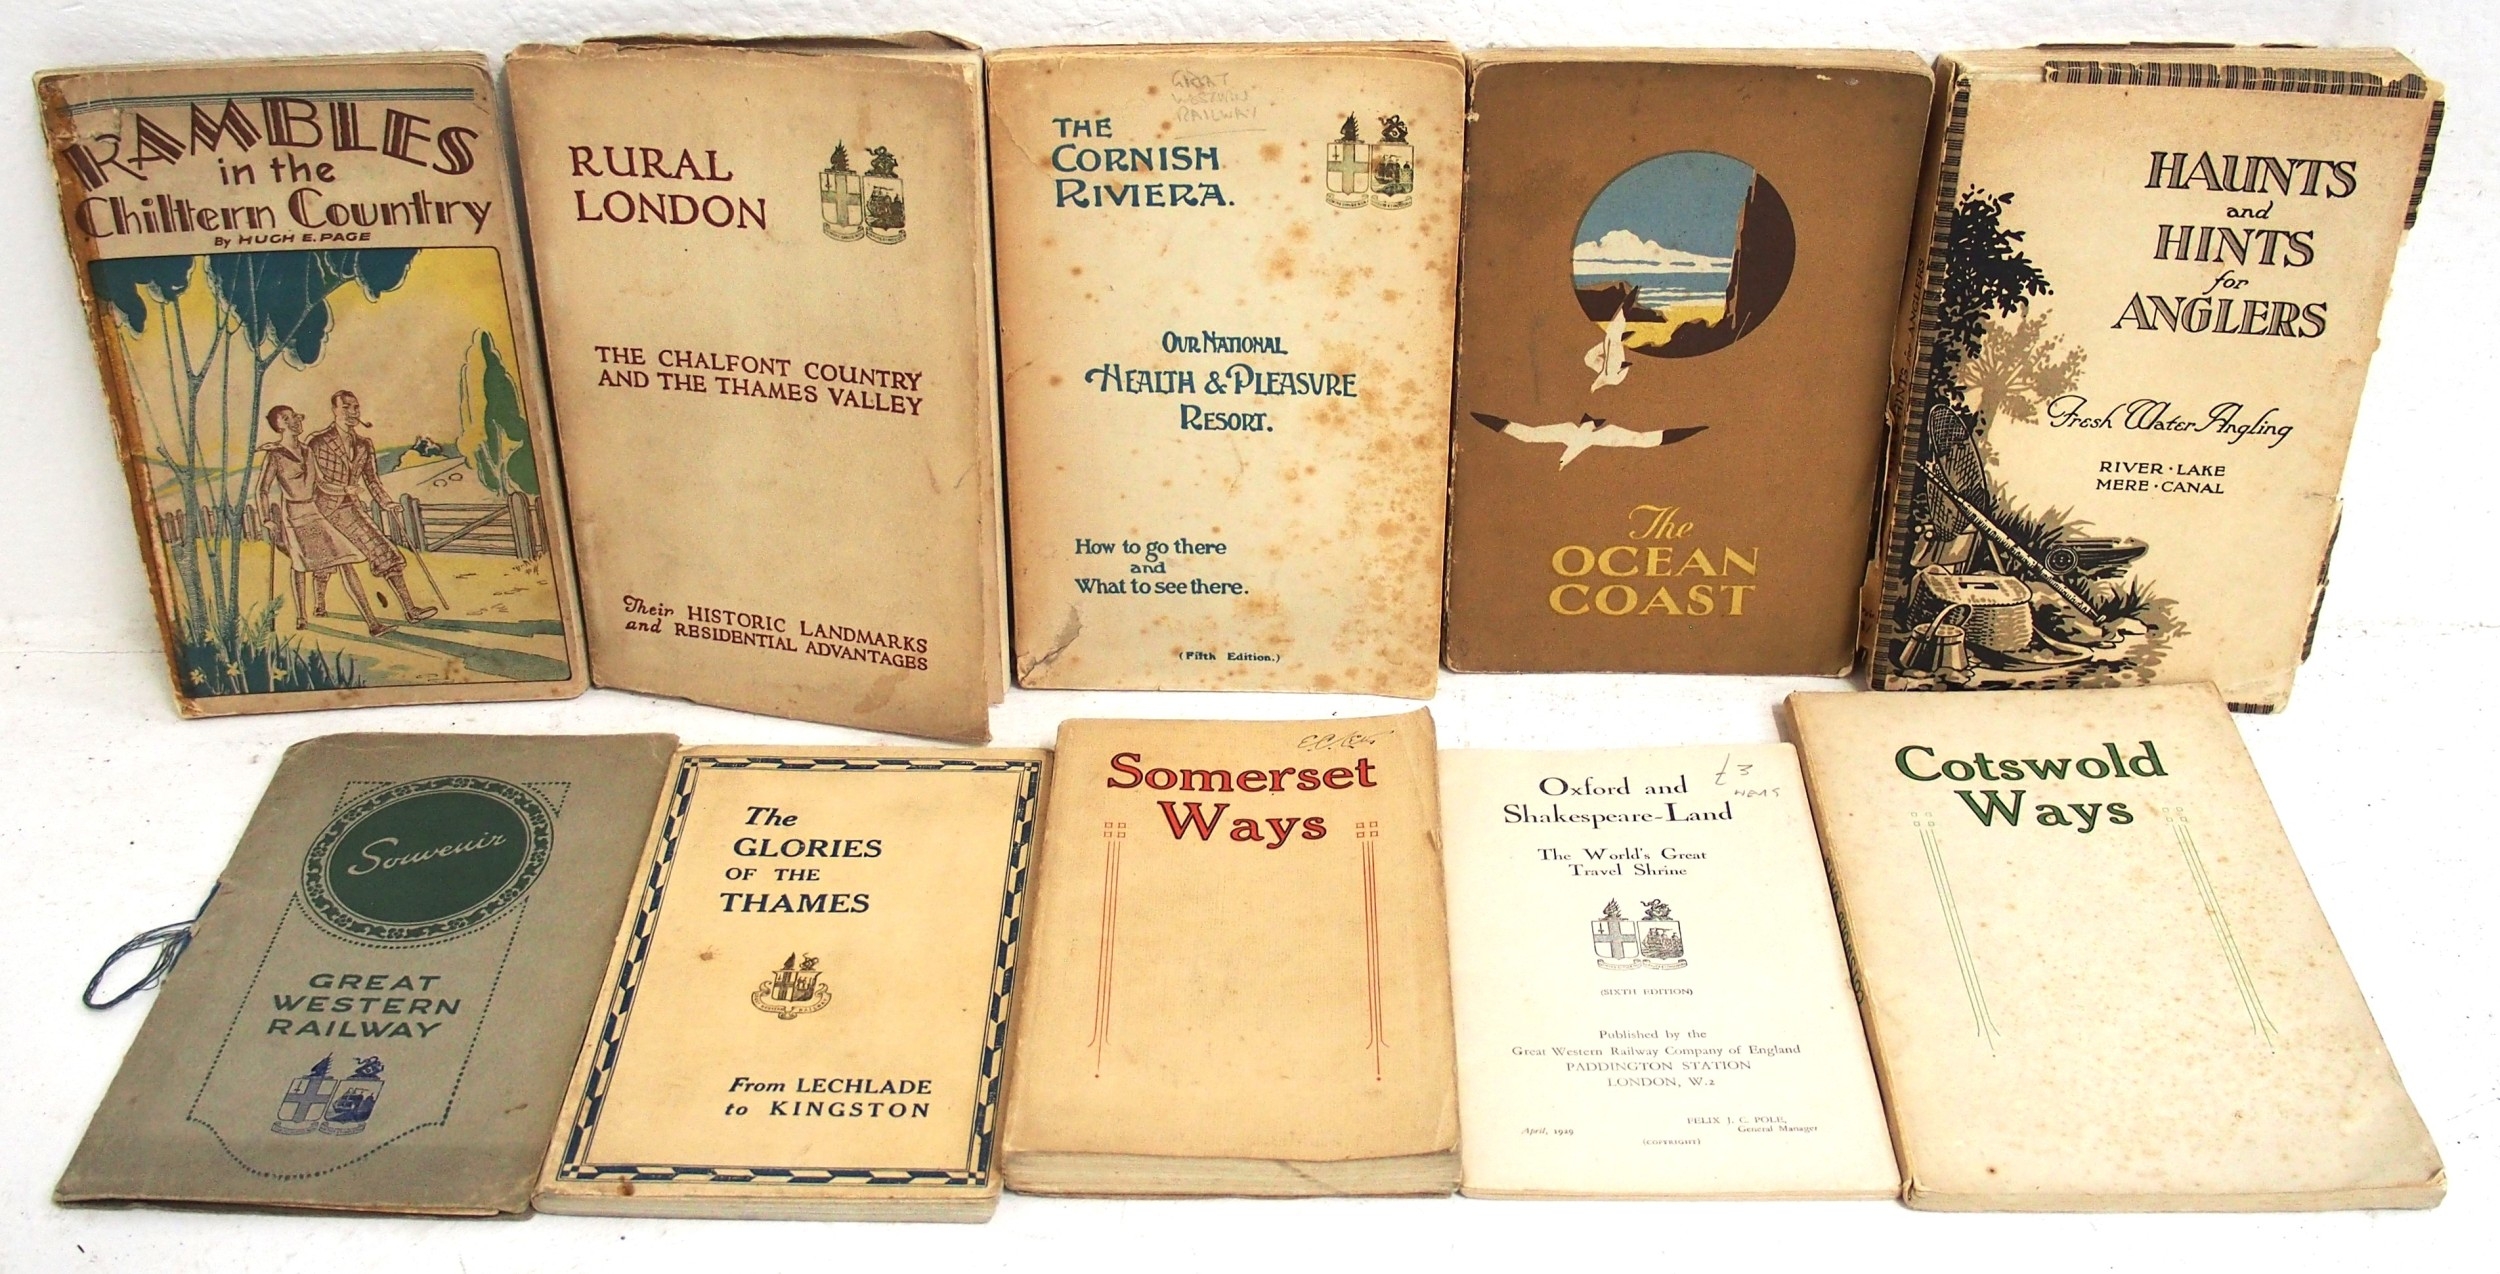 RAMBLES
in the
Chiltern Country
By HUGH E. PAGE
RURAL
LONDON
THE CHALFONT COUNTRY
AND THE THAMES VALLEY
Their HISTORIC LANDMARKS
and RESIDENTIAL ADVANTAGES
GREAT
WESTERN
RAILWAY
THE
CORNISH
RIVIERA.
OUR NATIONAL
HEALTH & PLEASVRE
RESORT.
How to go there
and
What to see there.
(Fifth Edition.)
The
OCEAN
COAST
HAUNTS
and
HINTS
for
ANGLERS
Fresh Water Angling
RIVER · LAKE
MERE · CANAL
Souvenir
GREAT
WESTERN
RAILWAY
The
GLORIES
OF THE
THAMES
From LECHLADE
to KINGSTON
Somerset
Ways
£3
Oxford and
Shakespeare-Land
The World's Great
Travel Shrine
(SIXTH EDITION)
Published by the
Great Western Railway Company of England
PADDINGTON STATION
LONDON, W.2
FELIX J. C. POLE,
General Manager
April, 1929
(COPYRIGHT)
Cotswold
Ways